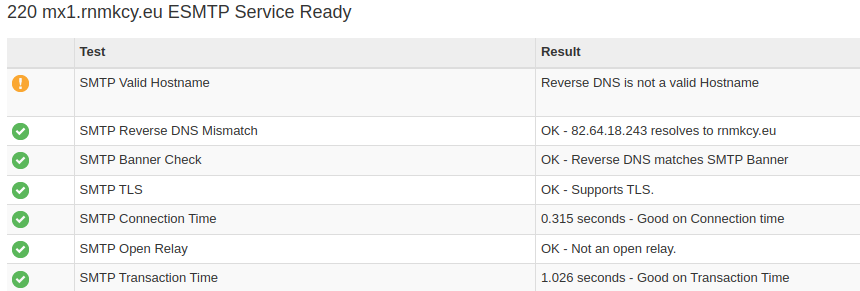 220 mx1.rnmkcy.eu ESMTP Service Ready
Test Result
SMTP Valid Hostname Reverse DNS is not a valid Hostname
SMTP Reverse DNS Mismatch OK - 82.64.18.243 resolves to rnmkcy.eu
SMTP Banner Check OK - Reverse DNS matches SMTP Banner
SMTP TLS OK - Supports TLS.
SMTP Connection Time 0.315 seconds - Good on Connection time
SMTP Open Relay OK - Not an open relay.
SMTP Transaction Time 1.026 seconds - Good on Transaction Time